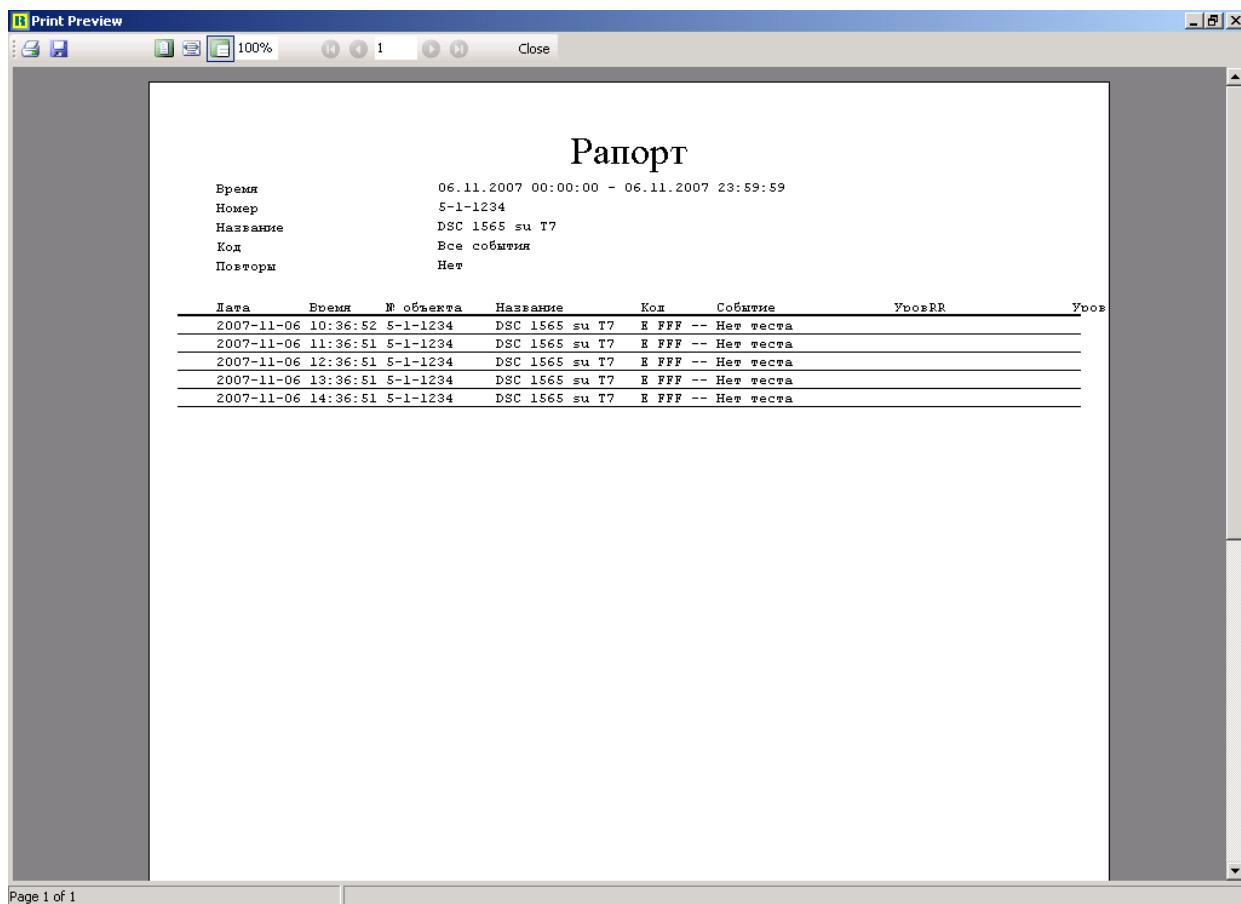 Print Preview
100% 1 Close
Рапорт
Время 06.11.2007 00:00:00 - 06.11.2007 23:59:59
Номер 5-1-1234
Название DSC 1565 su T7
Код Все события
Повторы Нет
Дата Время № объекта Название Код Событие УровRR Уров
2007-11-06 10:36:52 5-1-1234 DSC 1565 su T7 E FFF -- Нет теста
2007-11-06 11:36:51 5-1-1234 DSC 1565 su T7 E FFF -- Нет теста
2007-11-06 12:36:51 5-1-1234 DSC 1565 su T7 E FFF -- Нет теста
2007-11-06 13:36:51 5-1-1234 DSC 1565 su T7 E FFF -- Нет теста
2007-11-06 14:36:51 5-1-1234 DSC 1565 su T7 E FFF -- Нет теста
Page 1 of 1